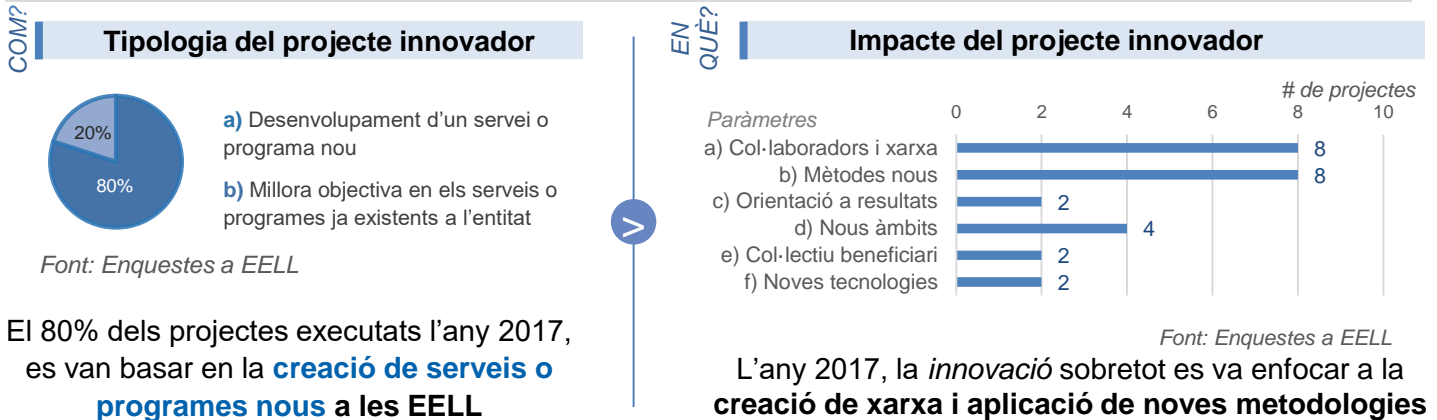 COM?
Tipologia del projecte innovador
20%
80%
a) Desenvolupament d’un servei o
programa nou
b) Millora objectiva en els serveis o
programes ja existents a l’entitat
Font: Enquestes a EELL
El 80% dels projectes executats l’any 2017,
es van basar en la creació de serveis o
programes nous a les EELL
>
EN
QUÈ?
Impacte del projecte innovador
# de projectes
Paràmetres
0 2 4 6 8 10
a) Col·laboradors i xarxa 8
b) Mètodes nous 8
c) Orientació a resultats 2
d) Nous àmbits 4
e) Col·lectiu beneficiari 2
f) Noves tecnologies 2
Font: Enquestes a EELL
L’any 2017, la innovació sobretot es va enfocar a la
creació de xarxa i aplicació de noves metodologies